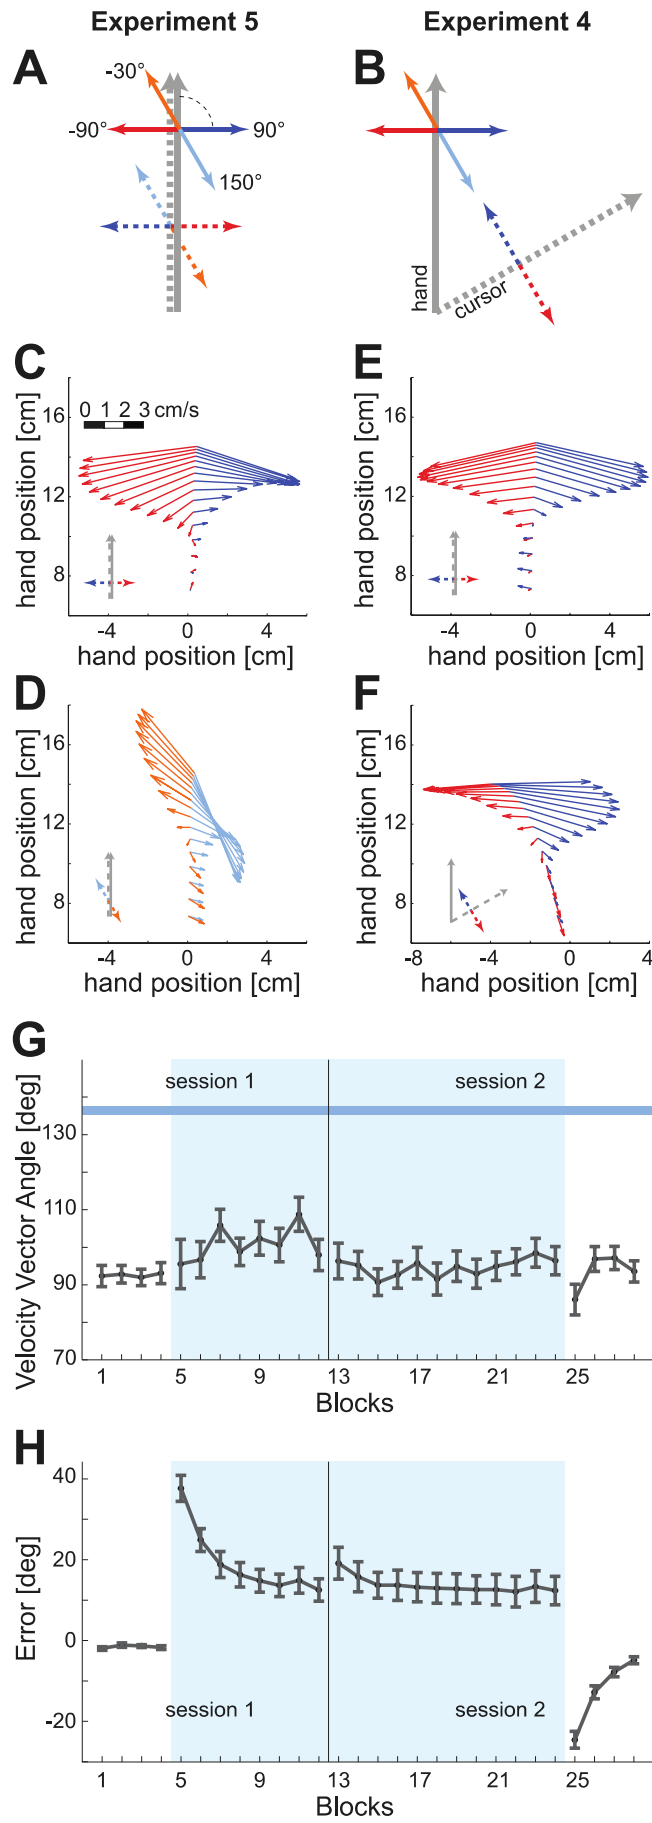 Experiment 5
Experiment 4
A
B
-30°
-90°
90°
150°
hand
cursor
C
E
0 1 2 3 cm/s
hand position [cm]
16
12
8
-4
0
4
hand position [cm]
hand position [cm]
16
12
8
-4
0
4
hand position [cm]
D
F
hand position [cm]
16
12
8
-4
0
4
hand position [cm]
hand position [cm]
16
12
8
-8
-4
0
4
hand position [cm]
G
session 1
session 2
Velocity Vector Angle [deg]
130
110
90
70
1
5
9
13
17
21
25
Blocks
H
Error [deg]
40
20
0
-20
session 1
session 2
1
5
9
13
17
21
25
Blocks